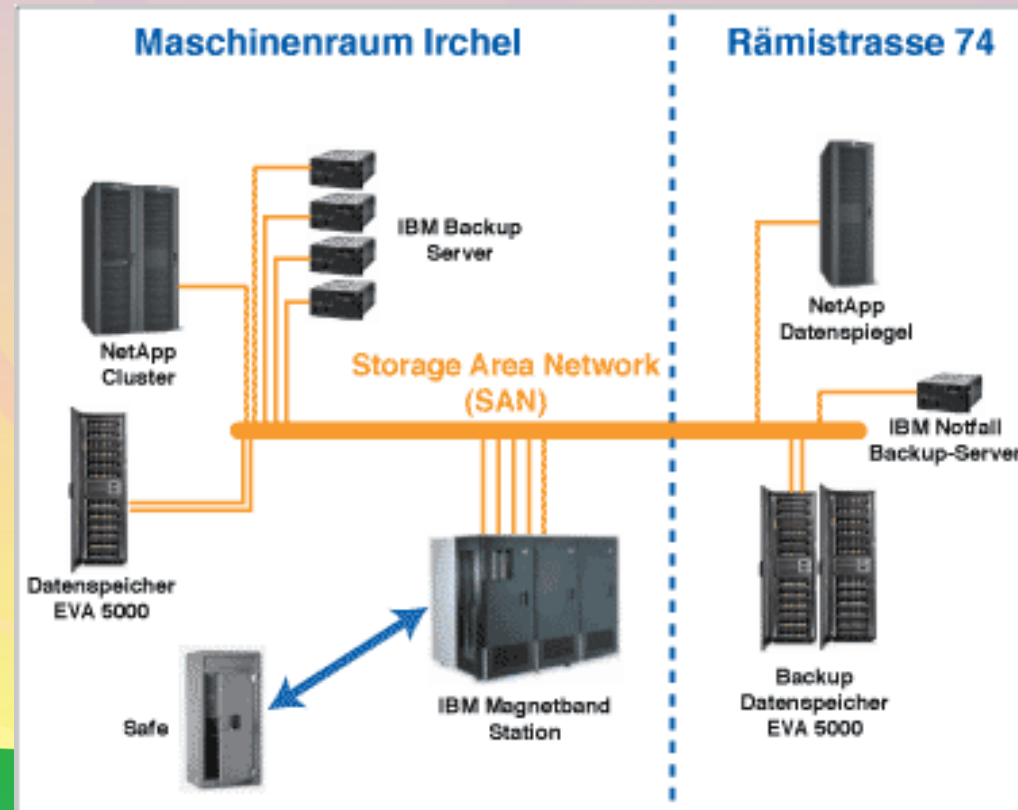 Maschinenraum Irchel
Rämistrasse 74
IBM Backup
Server
NetApp
Cluster
NetApp
Datenspiegel
Storage Area Network
(SAN)
IBM Notfall
Backup-Server
Datenspeicher
EVA 5000
Safe
IBM Magnetband
Station
Backup
Datenspeicher
EVA 5000